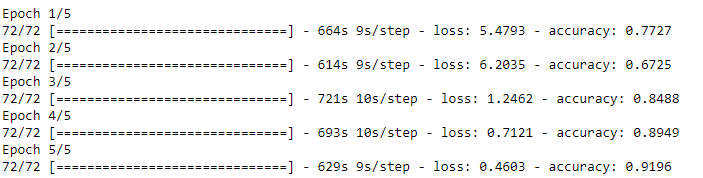 Epoch 1/5
72/72 [==============================] - 664s 9s/step - loss: 5.4793 - accuracy: 0.7727
Epoch 2/5
72/72 [==============================] - 614s 9s/step - loss: 6.2035 - accuracy: 0.6725
Epoch 3/5
72/72 [==============================] - 721s 10s/step - loss: 1.2462 - accuracy: 0.8488
Epoch 4/5
72/72 [==============================] - 693s 10s/step - loss: 0.7121 - accuracy: 0.8949
Epoch 5/5
72/72 [==============================] - 629s 9s/step - loss: 0.4603 - accuracy: 0.9196